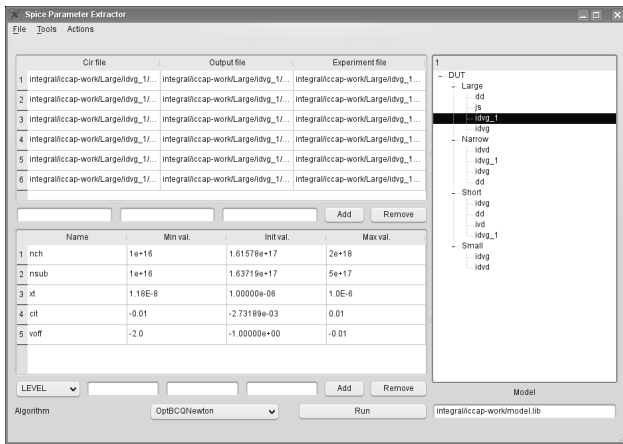 Spice Parameter Extractor
File Tools Actions
Cir file Output file Experiment file
1 integral/iccap-work/Large/idvg_1/... integral/iccap-work/Large/idvg_1/... integral/iccap-work/Large/idvg_1...
2 integral/iccap-work/Large/idvg_1/... integral/iccap-work/Large/idvg_1/... integral/iccap-work/Large/idvg_1...
3 integral/iccap-work/Large/idvg_1/... integral/iccap-work/Large/idvg_1/... integral/iccap-work/Large/idvg_1...
4 integral/iccap-work/Large/idvg_1/... integral/iccap-work/Large/idvg_1/... integral/iccap-work/Large/idvg_1...
5 integral/iccap-work/Large/idvg_1/... integral/iccap-work/Large/idvg_1/... integral/iccap-work/Large/idvg_1...
6 integral/iccap-work/Large/idvg_1/... integral/iccap-work/Large/idvg_1/... integral/iccap-work/Large/idvg_1...
Add Remove
Name Min val. Init val. Max val.
1 nch 1e+16 1.61578e+17 2e+18
2 nsub 1e+16 1.63719e+17 5e+17
3 xt 1.18E-8 1.00000e-06 1.0E-6
4 cit -0.01 -2.73189e-03 0.01
5 voff -2.0 -1.00000e+00 -0.01
LEVEL Add Remove
Algorithm OptBCQNewton Run
1
DUT
Large
dd
js
idvg_1
idvg
Narrow
idvd
idvg_1
idvg
dd
Short
idvg
dd
ivd
idvg_1
Small
idvg
idvd
Model
integral/iccap-work/model.lib